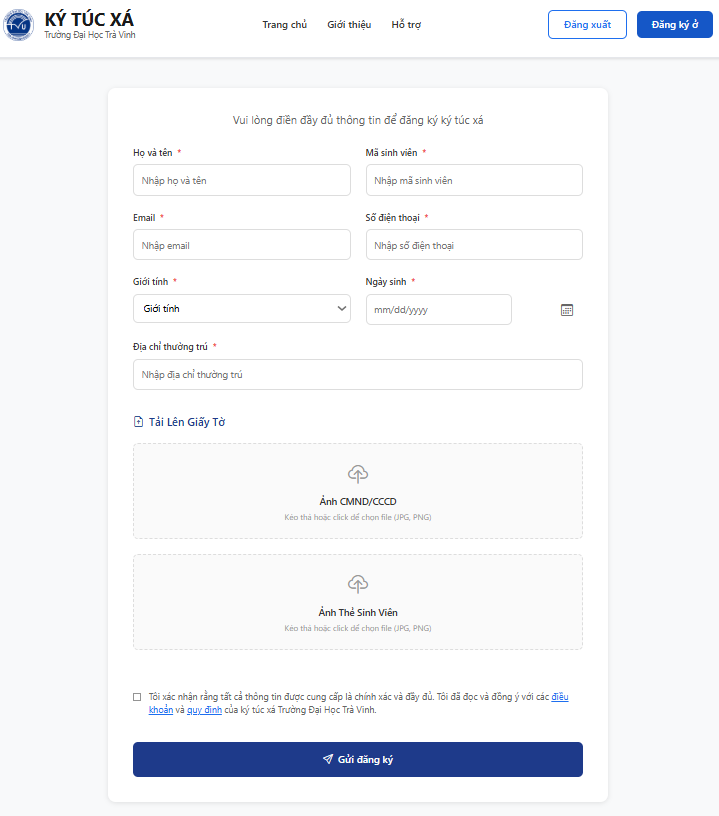 TVU
KÝ TÚC XÁ
Trường Đại Học Trà Vinh
Trang chủ Giới thiệu Hỗ trợ
Đăng xuất Đăng ký ở
Vui lòng điền đầy đủ thông tin để đăng ký ký túc xá
Họ và tên * Mã sinh viên *
Nhập họ và tên Nhập mã sinh viên
Email * Số điện thoại *
Nhập email Nhập số điện thoại
Giới tính * Ngày sinh *
Giới tính mm/dd/yyyy
Địa chỉ thường trú *
Nhập địa chỉ thường trú
Tải Lên Giấy Tờ
Ảnh CMND/CCCD
Kéo thả hoặc click để chọn file (JPG, PNG)
Ảnh Thẻ Sinh Viên
Kéo thả hoặc click để chọn file (JPG, PNG)
Tôi xác nhận rằng tất cả thông tin được cung cấp là chính xác và đầy đủ. Tôi đã đọc và đồng ý với các điều
khoản và quy định của ký túc xá Trường Đại Học Trà Vinh.
Gửi đăng ký